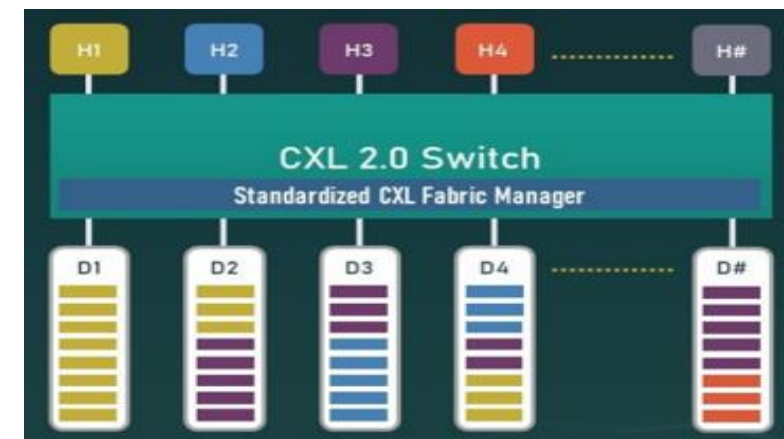 H1 H2 H3 H4 H#
CXL 2.0 Switch
Standardized CXL Fabric Manager
D1 D2 D3 D4 D#